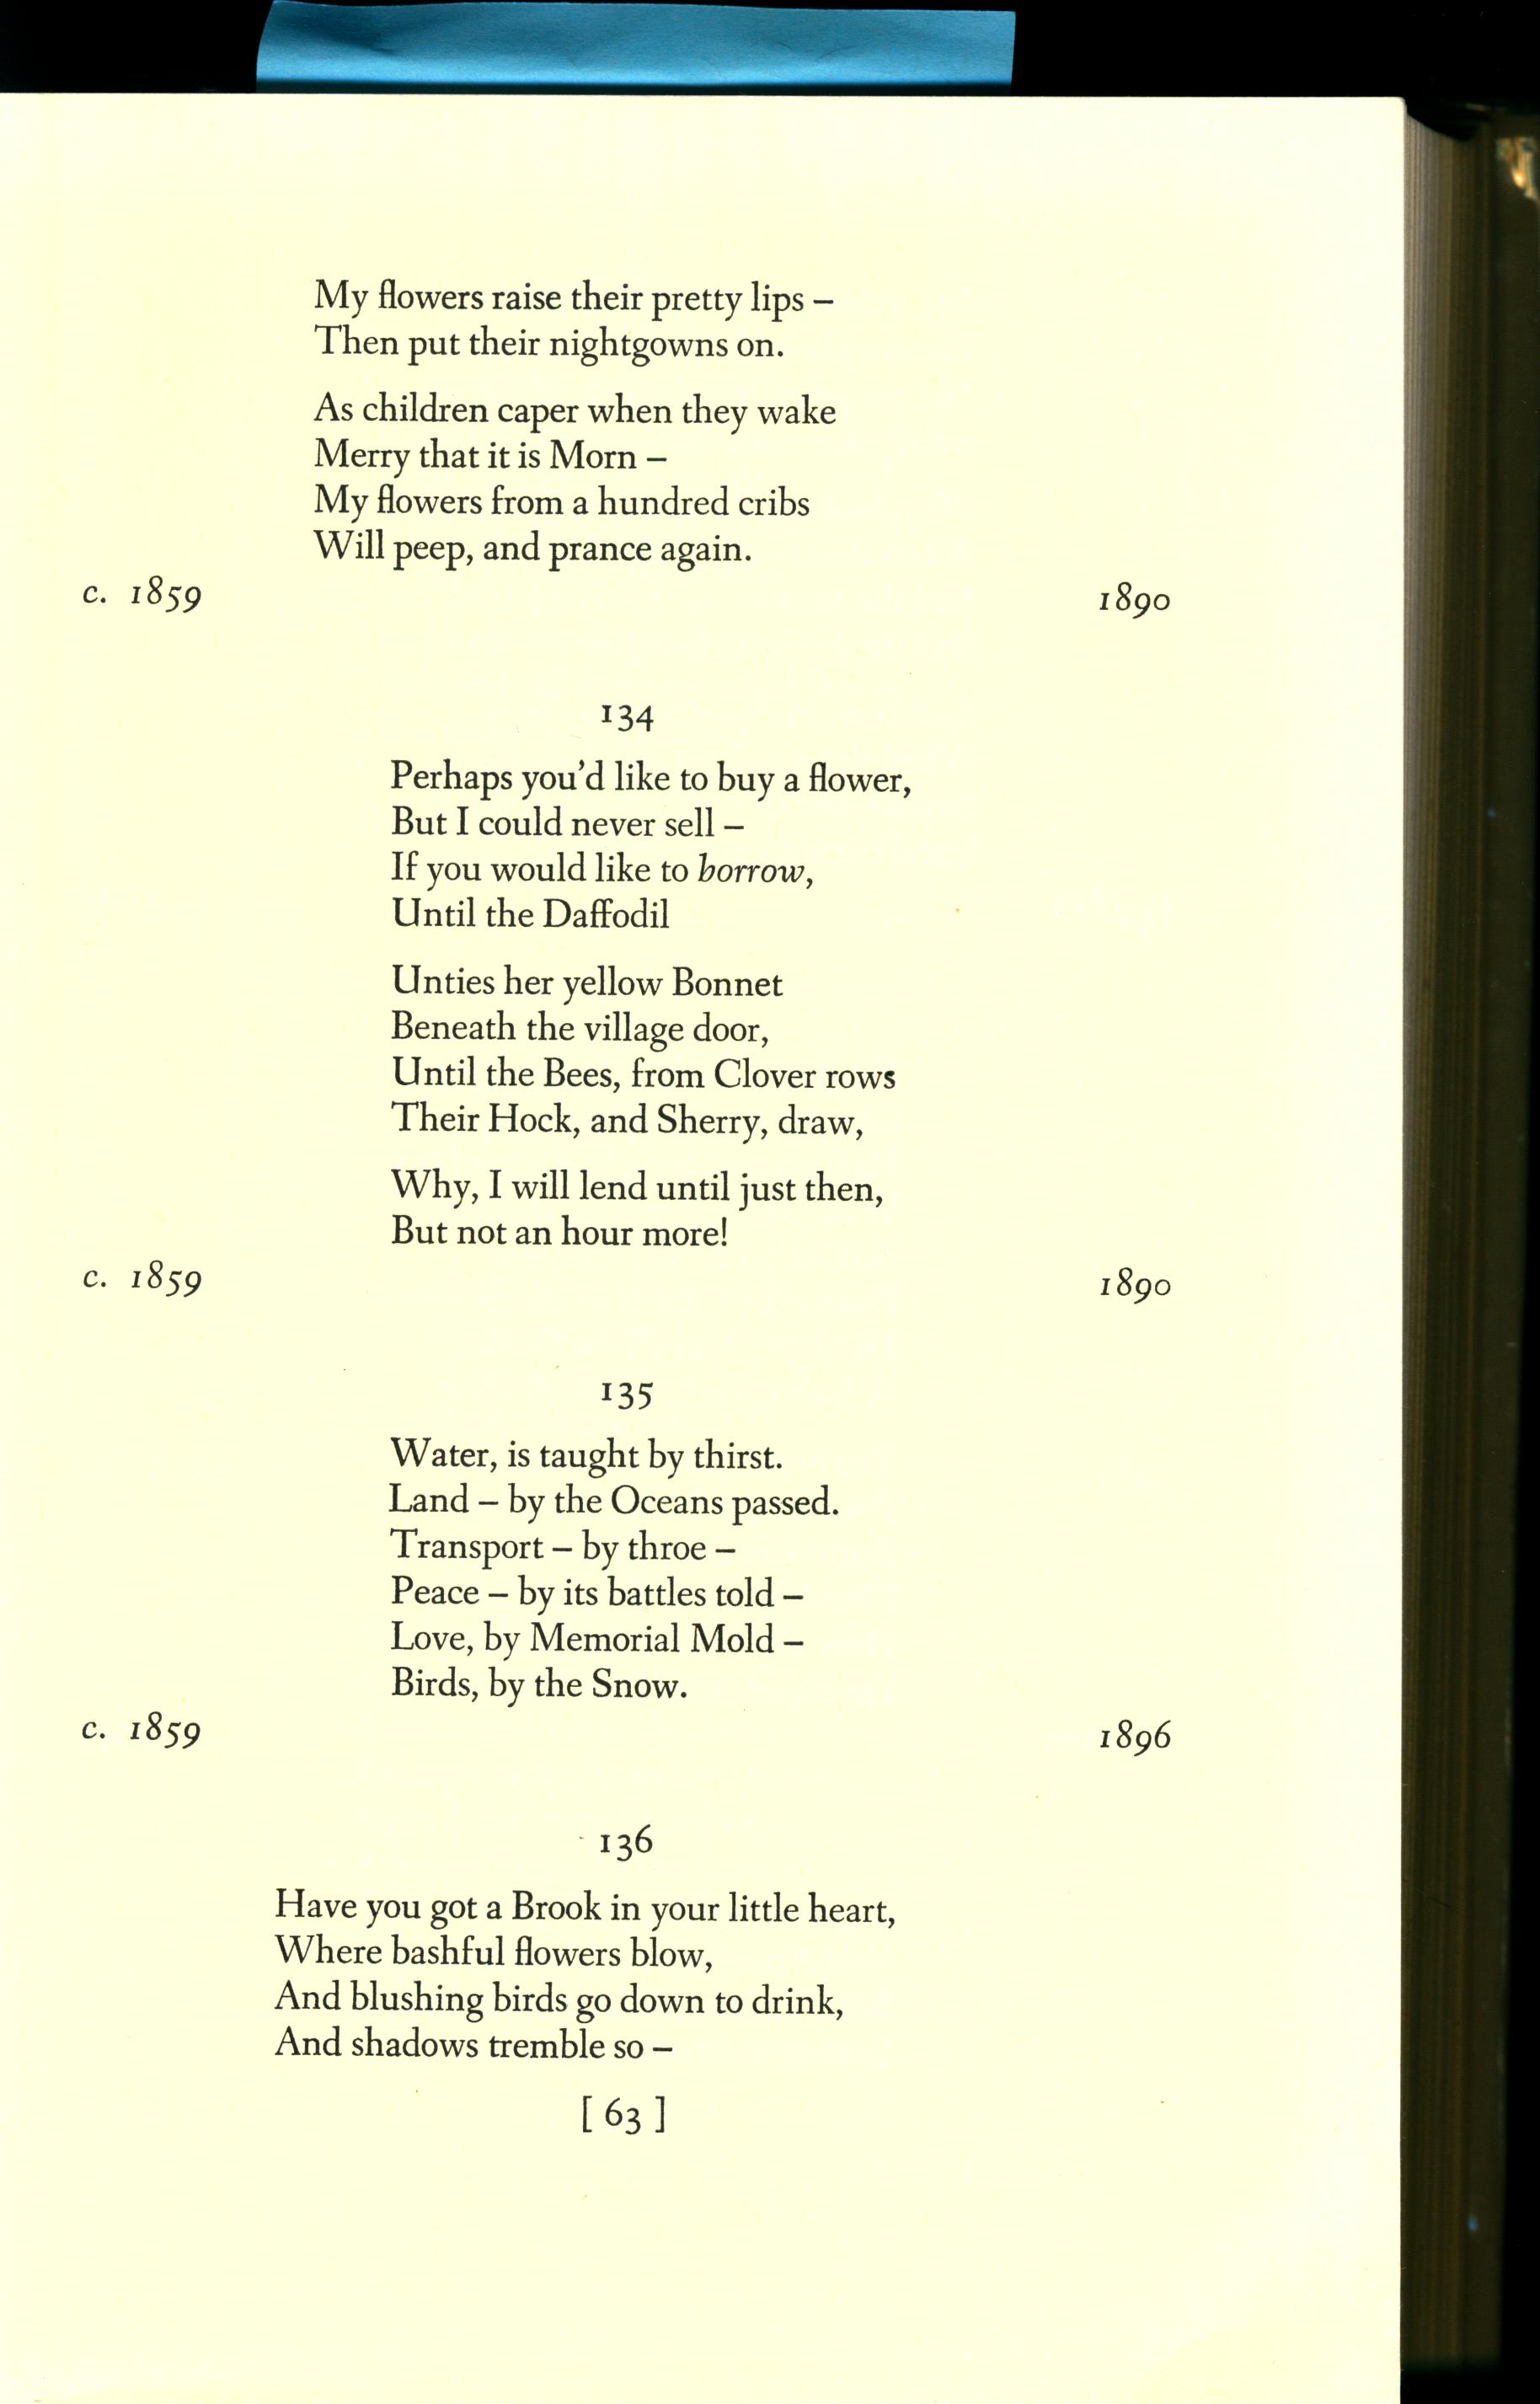 My flowers raise their pretty lips –
Then put their nightgowns on.
As children caper when they wake
Merry that it is Morn –
My flowers from a hundred cribs
Will peep, and prance again.
c. 1859 1890
134
Perhaps you'd like to buy a flower,
But I could never sell –
If you would like to borrow,
Until the Daffodil
Unties her yellow Bonnet
Beneath the village door,
Until the Bees, from Clover rows
Their Hock, and Sherry, draw,
Why, I will lend until just then,
But not an hour more!
c. 1859 1890
135
Water, is taught by thirst.
Land – by the Oceans passed.
Transport – by throe –
Peace – by its battles told –
Love, by Memorial Mold –
Birds, by the Snow.
c. 1859 1896
136
Have you got a Brook in your little heart,
Where bashful flowers blow,
And blushing birds go down to drink,
And shadows tremble so –
[ 63 ]